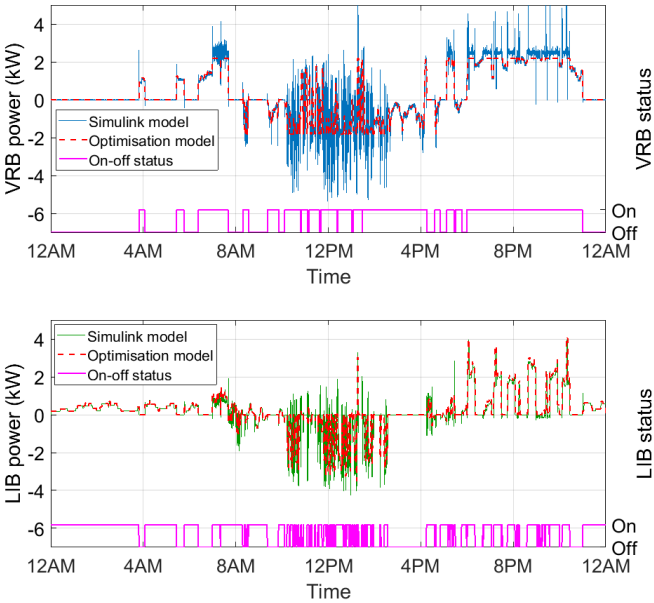 4
2
0
-2
-4
-6
VRB power (kW)
Simulink model
Optimisation model
On-off status
VRB status
On
Off
12AM 4AM 8AM 12PM 4PM 8PM 12AM
Time
4
2
0
-2
-4
-6
LIB power (kW)
Simulink model
Optimisation model
On-off status
LIB status
On
Off
12AM 4AM 8AM 12PM 4PM 8PM 12AM
Time